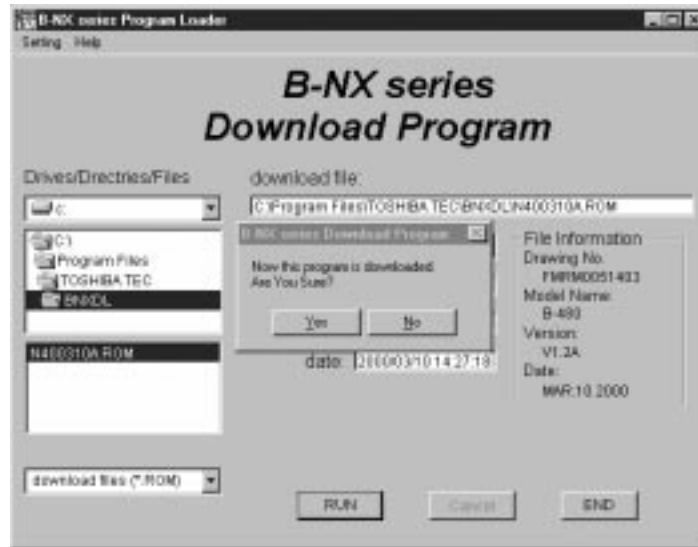 B-NX series Program Loader
Setting Help
B-NX series
Download Program
Drives/Directries/Files
c:
C:\
Program Files
TOSHIBA TEC
BNXDL
N400310A.ROM
download files (*.ROM)
download file:
C:\Program Files\TOSHIBA TEC\BNXDL\N400310A.ROM
B-NX series Download Program
Now this program is downloaded.
Are You Sure?
Yes No
date: 2000/03/10 14:27:18
File Information
Drawing No.
FMRM0051403
Model Name:
B-480
Version:
V1.2A
Date:
MAR.10.2000
RUN Cancel END